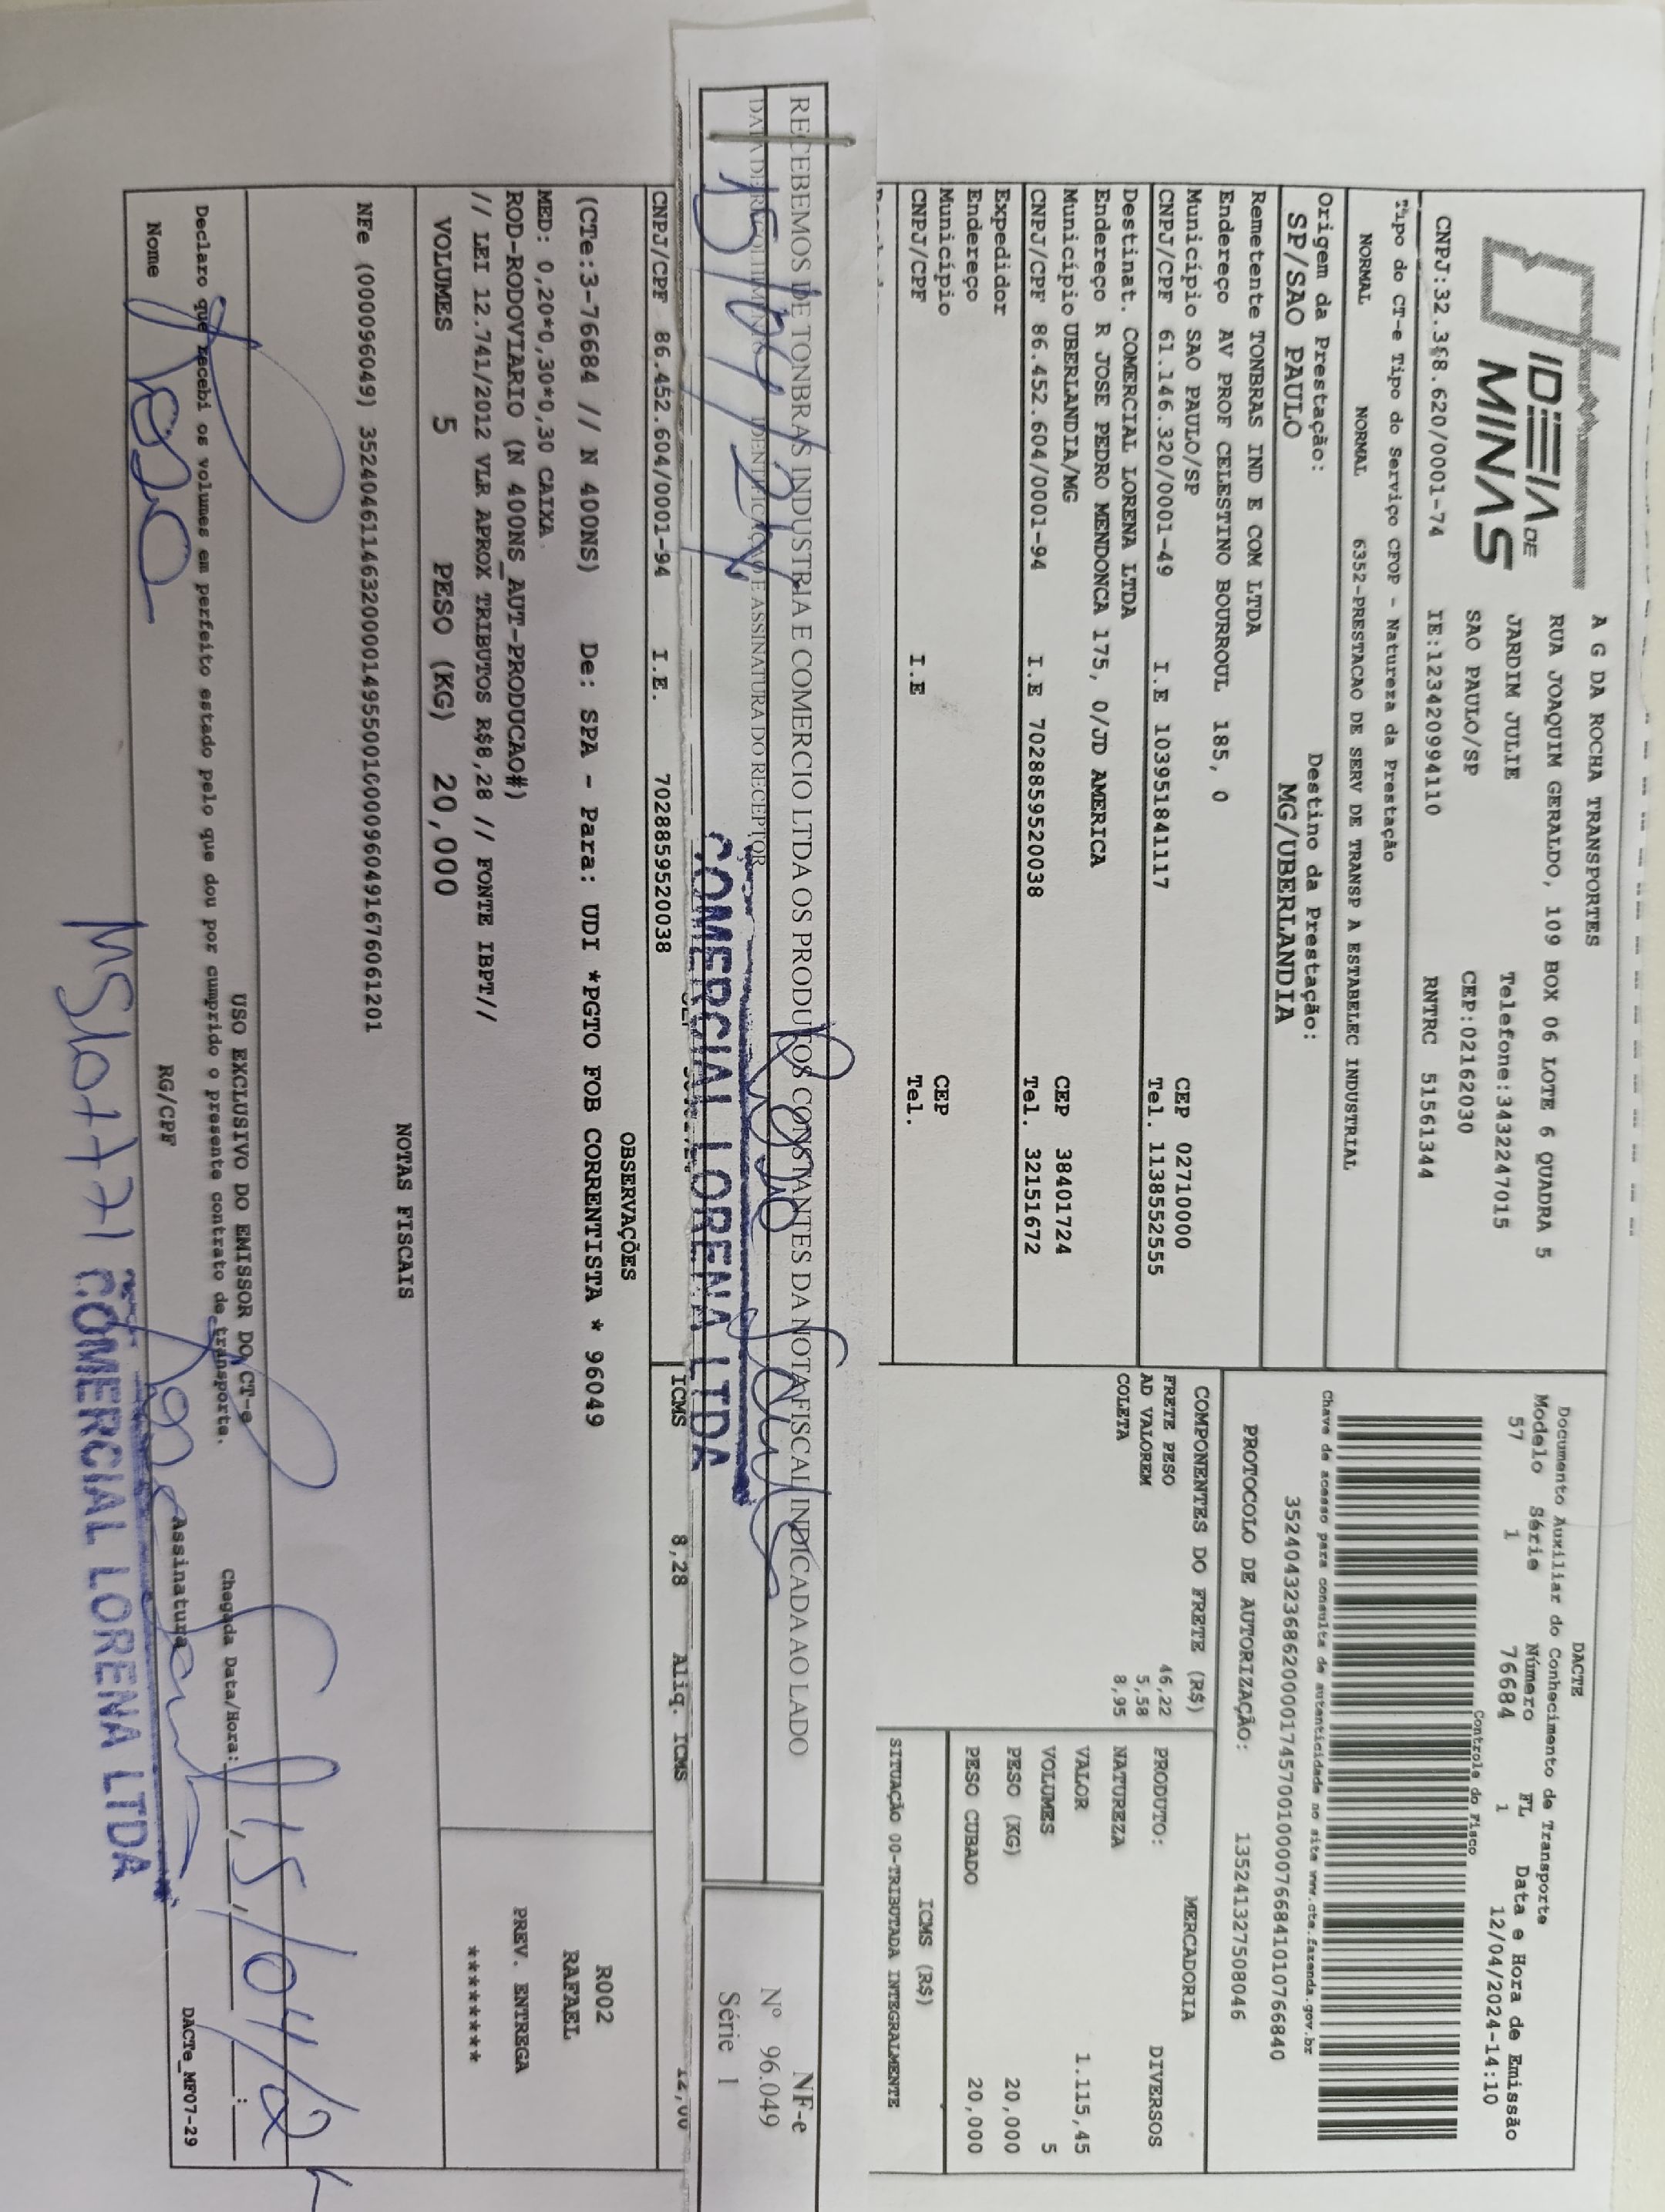 IDEIA DE
MINAS
A G DA ROCHA TRANSPORTES
RUA JOAQUIM GERALDO, 109 BOX 06 LOTE 6 QUADRA 5
JARDIM JULIE Telefone:3432247015
SAO PAULO/SP CEP:02162030
CNPJ:32.368.620/0001-74 IE:123420994110 RNTRC 51561344
Tipo do CT-e Tipo do Serviço CFOP - Natureza da Prestação
NORMAL NORMAL 6352-PRESTACAO DE SERV DE TRANSP A ESTABELEC INDUSTRIAL
Origem da Prestação: Destino da Prestação:
SP/SAO PAULO MG/UBERLANDIA
Remetente TONBRAS IND E COM LTDA
Endereço AV PROF CELESTINO BOURROUL 185, 0
Município SAO PAULO/SP CEP 02710000
CNPJ/CPF 61.146.320/0001-49 I.E 103951841117 Tel. 1138552555
Destinat. COMERCIAL LORENA LTDA
Endereço R JOSE PEDRO MENDONCA 175, 0/JD AMERICA
Município UBERLANDIA/MG CEP 38401724
CNPJ/CPF 86.452.604/0001-94 I.E 7028859520038 Tel. 32151672
Expedidor
Endereço
Município CEP
CNPJ/CPF I.E Tel.
DACTE
Documento Auxiliar do Conhecimento de Transporte
Modelo Série Número FL Data e Hora de Emissão
57 1 76684 1 12/04/2024-14:10
Controle do Fisco
Chave de acesso para consulta de autenticidade no site www.cte.fazenda.gov.br
35240432368620000174570010000766841010766840
PROTOCOLO DE AUTORIZAÇÃO: 135241327508046
COMPONENTES DO FRETE (R$)
FRETE PESO 46,22
AD VALOREM 5,58
COLETA 8,95
MERCADORIA
PRODUTO: DIVERSOS
NATUREZA
VALOR 1.115,45
VOLUMES 5
PESO (KG) 20,000
PESO CUBADO 20,000
ICMS (R$)
SITUAÇÃO 00-TRIBUTADA INTEGRALMENTE
RECEBEMOS DE TONBRAS INDUSTRIA E COMERCIO LTDA OS PRODUTOS CONSTANTES DA NOTA FISCAL INDICADA AO LADO
DATA DE RECEBIMENTO IDENTIFICAÇÃO E ASSINATURA DO RECEPTOR
15/04/24
COMERCIAL LORENA LTDA
NF-e
Nº 96.049
Série 1
CNPJ/CPF 86.452.604/0001-94 I.E. 7028859520038
ICMS 8,28 Aliq. ICMS 12,00
OBSERVAÇÕES
(CTe:3-76684 // N 400NS) De: SPA - Para: UDI *PGTO FOB CORRENTISTA * 96049
MED: 0,20*0,30*0,30 CAIXA
ROD-RODOVIARIO (N 400NS_AUT-PRODUCAO#)
// LEI 12.741/2012 VLR APROX TRIBUTOS R$8,28 // FONTE IBPT//
VOLUMES 5 PESO (KG) 20,000
R002
RAFAEL
PREV. ENTREGA
********
NOTAS FISCAIS
NFe (000096049) 35240461146320000149550010000960491676061201
USO EXCLUSIVO DO EMISSOR DO CT-e
Declaro que recebi os volumes em perfeito estado pelo que dou por cumprido o presente contrato de transporte.
Chegada Data/Hora: __/__/__ __:__
15/04/24
Nome RG/CPF Assinatura
DACTe_MF07-29
COMERCIAL LORENA LTDA